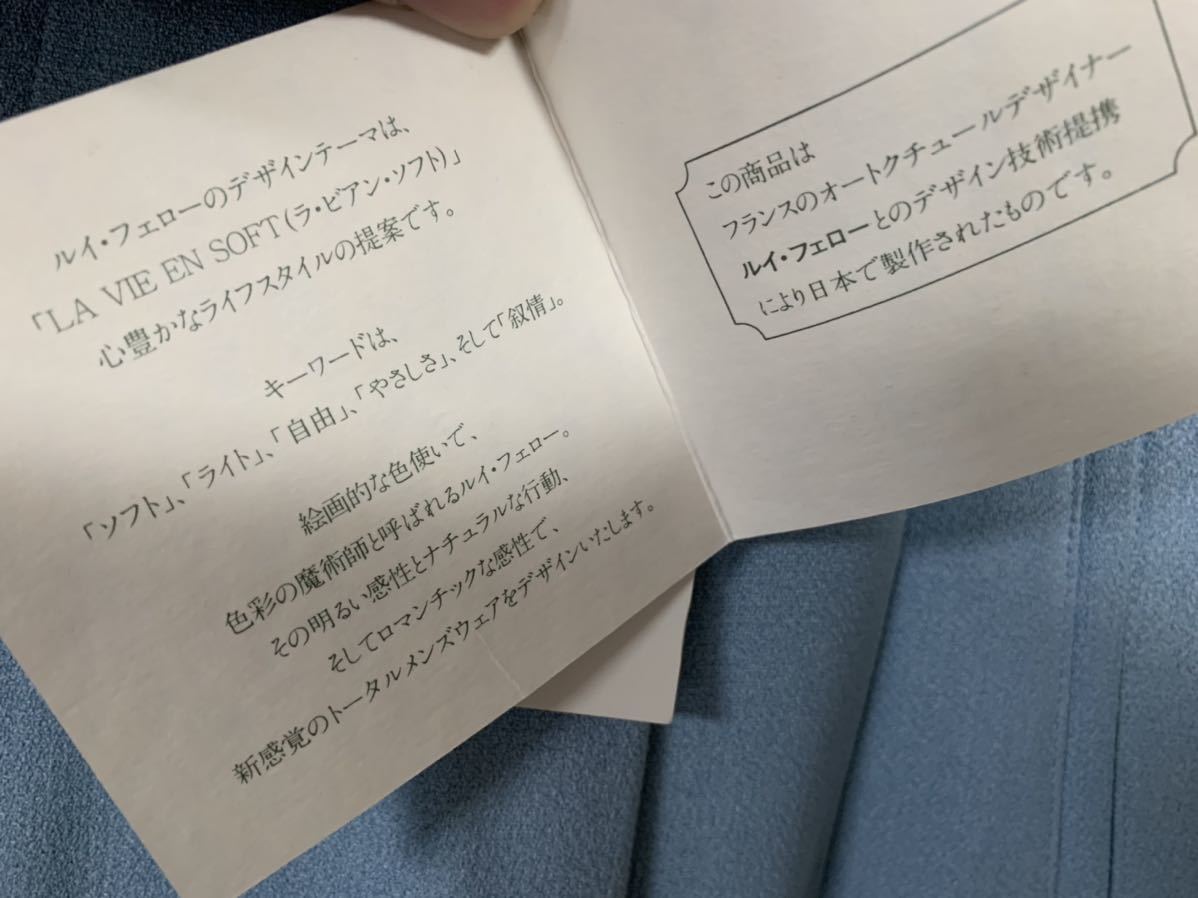 ルイ・フェローのデザインテーマは、
「LA VIE EN SOFT(ラ・ビアン・ソフト)」
心豊かなライフスタイルの提案です。
キーワードは、
「ソフト」、「ライト」、「自由」、「やさしさ」、そして「叙情」。
絵画的な色使いで、
色彩の魔術師と呼ばれるルイ・フェロー。
その明るい感性とナチュラルな行動、
そしてロマンチックな感性で、
新感覚のトータルメンズウェアをデザインいたします。
この商品は
フランスのオートクチュールデザイナー
ルイ・フェローとのデザイン技術提携
により日本で製作されたものです。